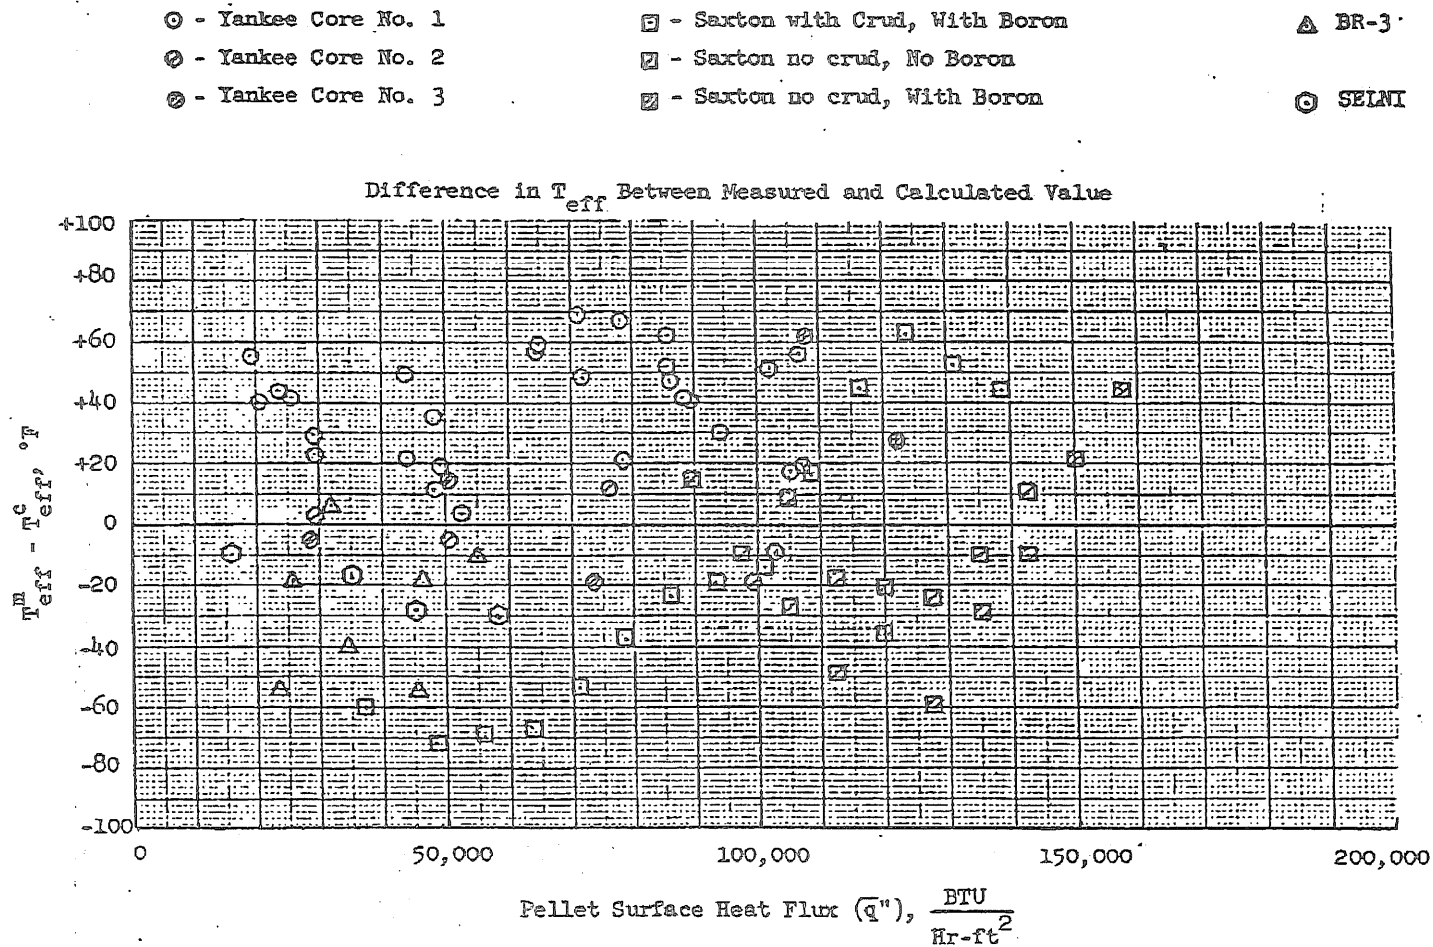 - Yankee Core No. 1
- Yankee Core No. 2
- Yankee Core No. 3
- Saxton with Crud, With Boron
- Saxton no crud, No Boron
- Saxton no crud, With Boron
BR-3
SELNI
Difference in T_eff Between Measured and Calculated Value
+100
+80
+60
+40
+20
0
-20
-40
-60
-80
-100
T^m_eff - T^c_eff, °F
0
50,000
100,000
150,000
200,000
Pellet Surface Heat Flux (q̅"), BTU
Hr-ft²